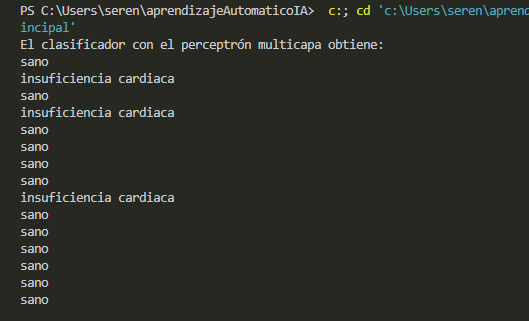 PS C:\Users\seren\aprendizajeAutomaticoIA>  c:; cd 'c:\Users\seren\aprend
incipal'
El clasificador con el perceptrón multicapa obtiene:
sano
insuficiencia cardiaca
sano
insuficiencia cardiaca
sano
sano
sano
sano
insuficiencia cardiaca
sano
sano
sano
sano
sano
sano